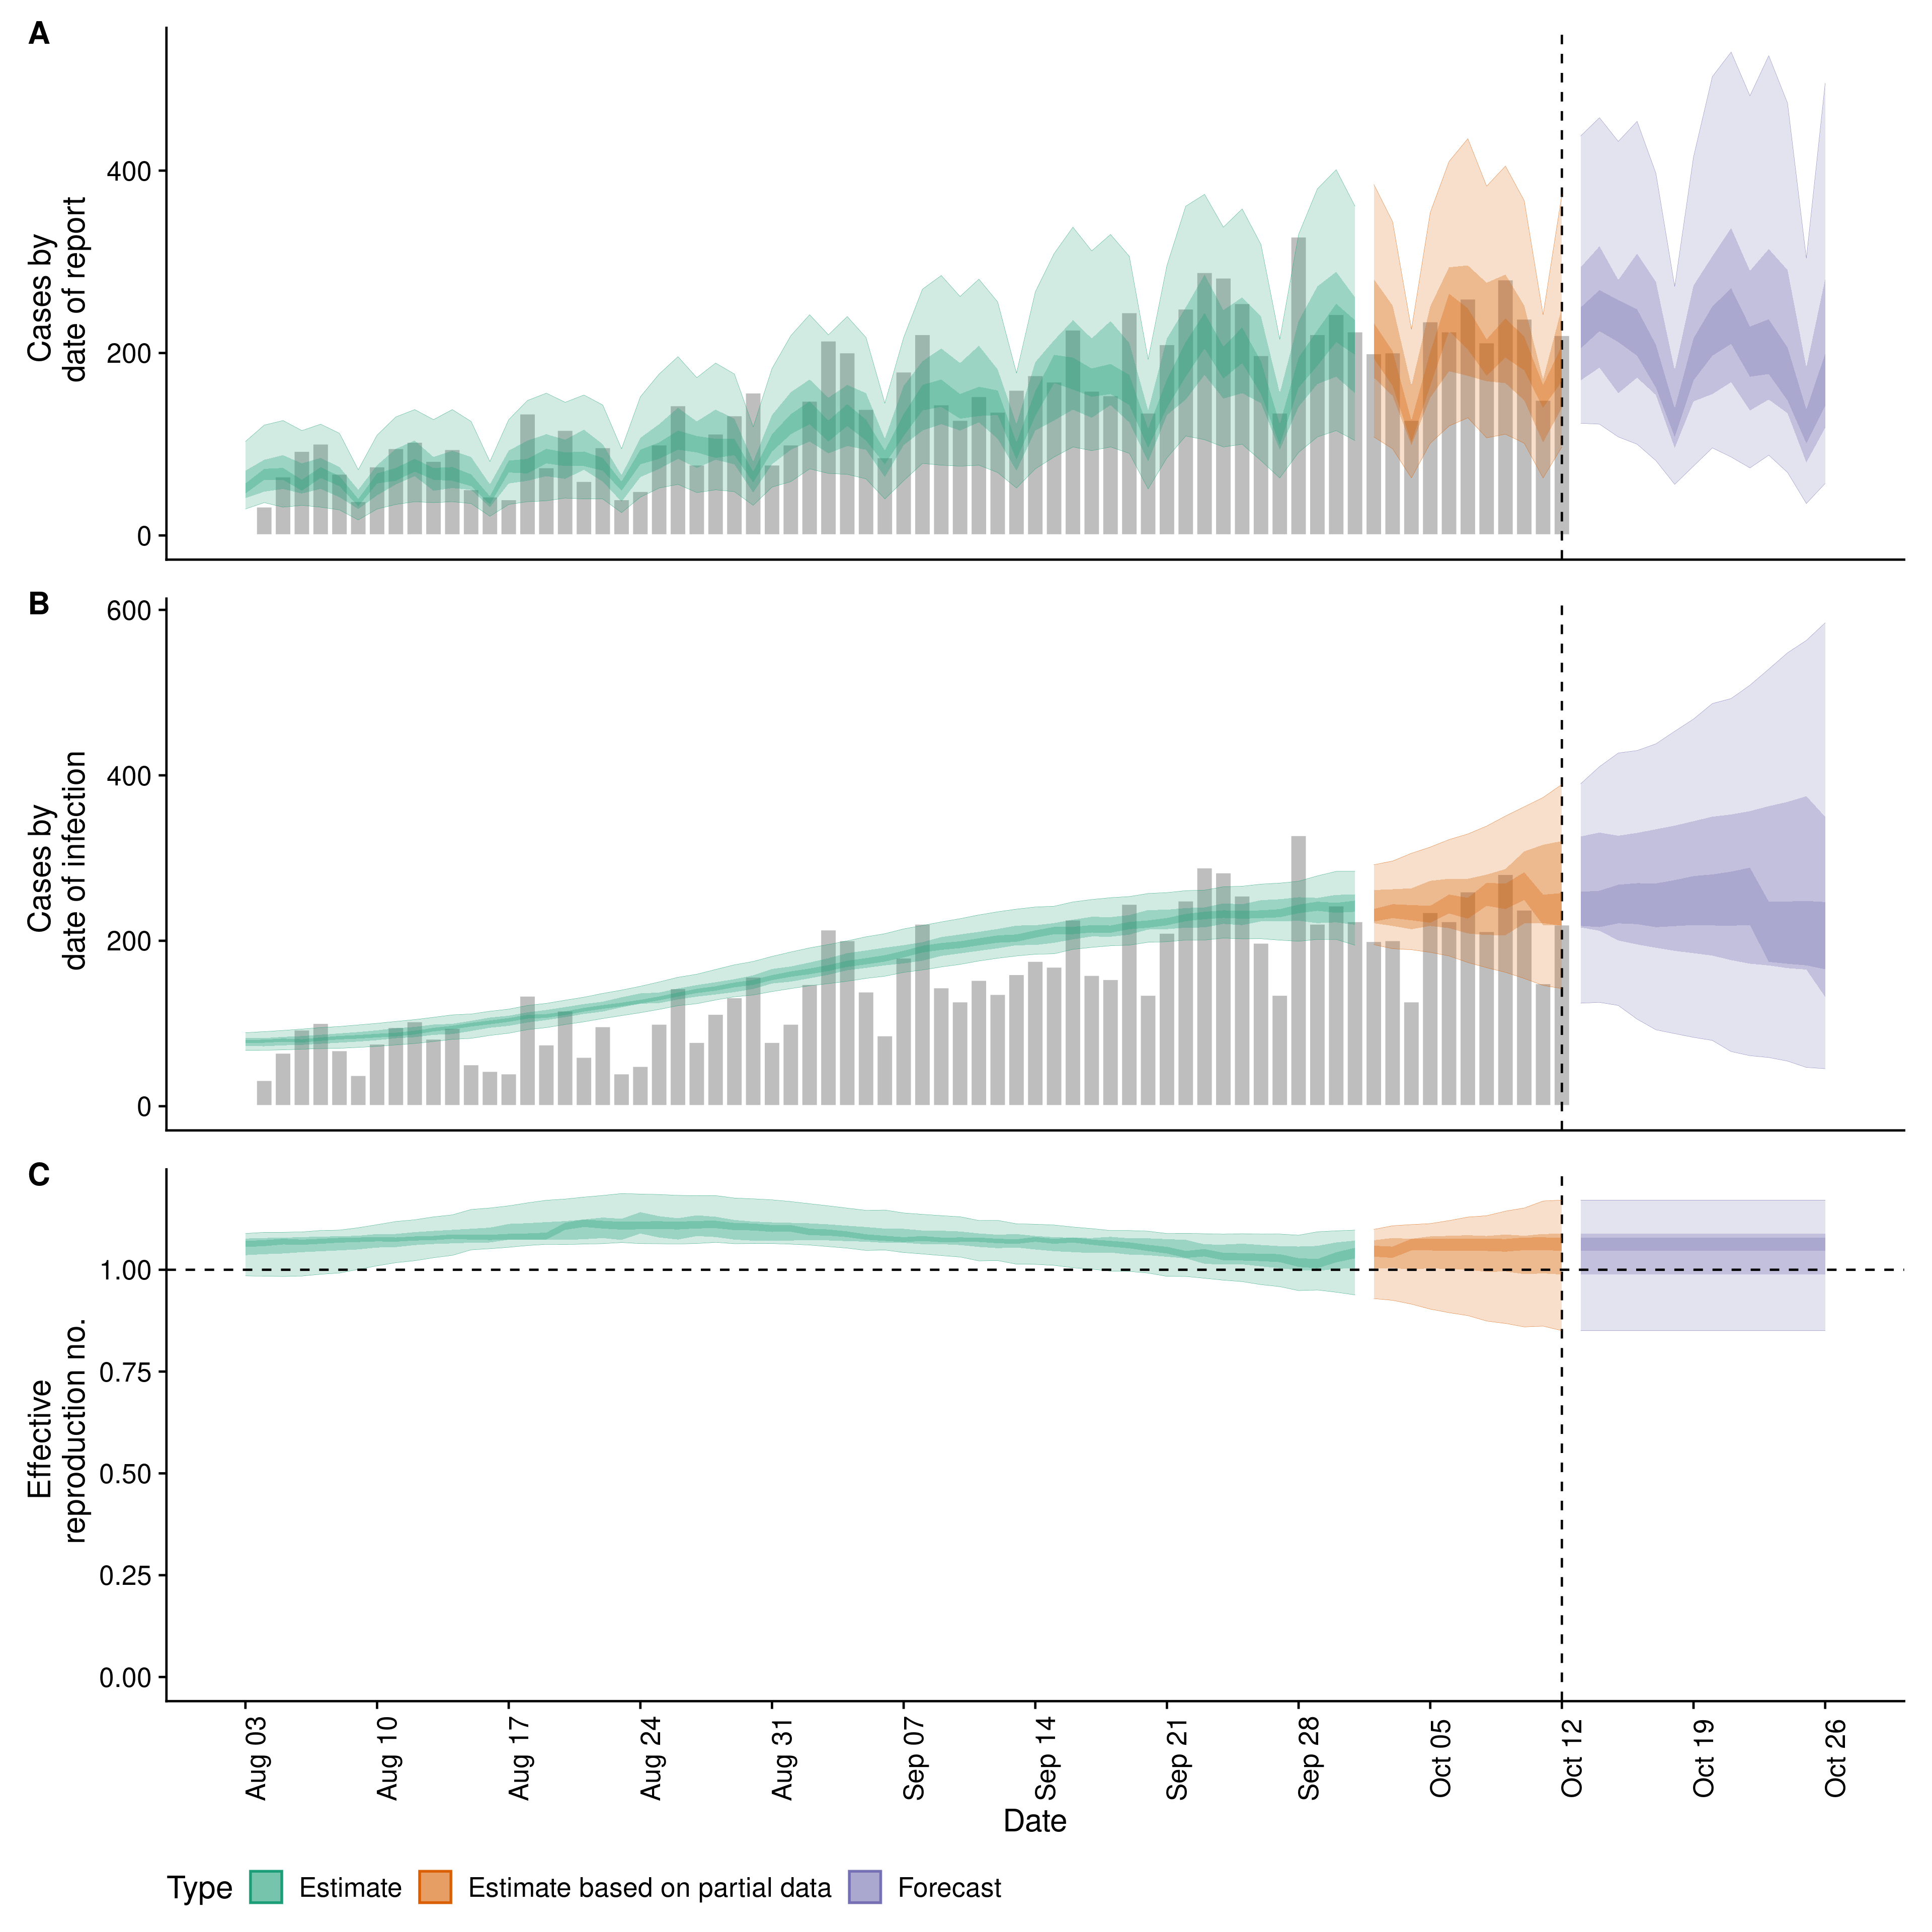 A
Cases by
date of report
400
200
0
B
Cases by
date of infection
600
400
200
0
C
Effective
reproduction no.
1.00
0.75
0.50
0.25
0.00
Aug 03
Aug 10
Aug 17
Aug 24
Aug 31
Sep 07
Sep 14
Sep 21
Sep 28
Oct 05
Oct 12
Oct 19
Oct 26
Date
Type Estimate Estimate based on partial data Forecast